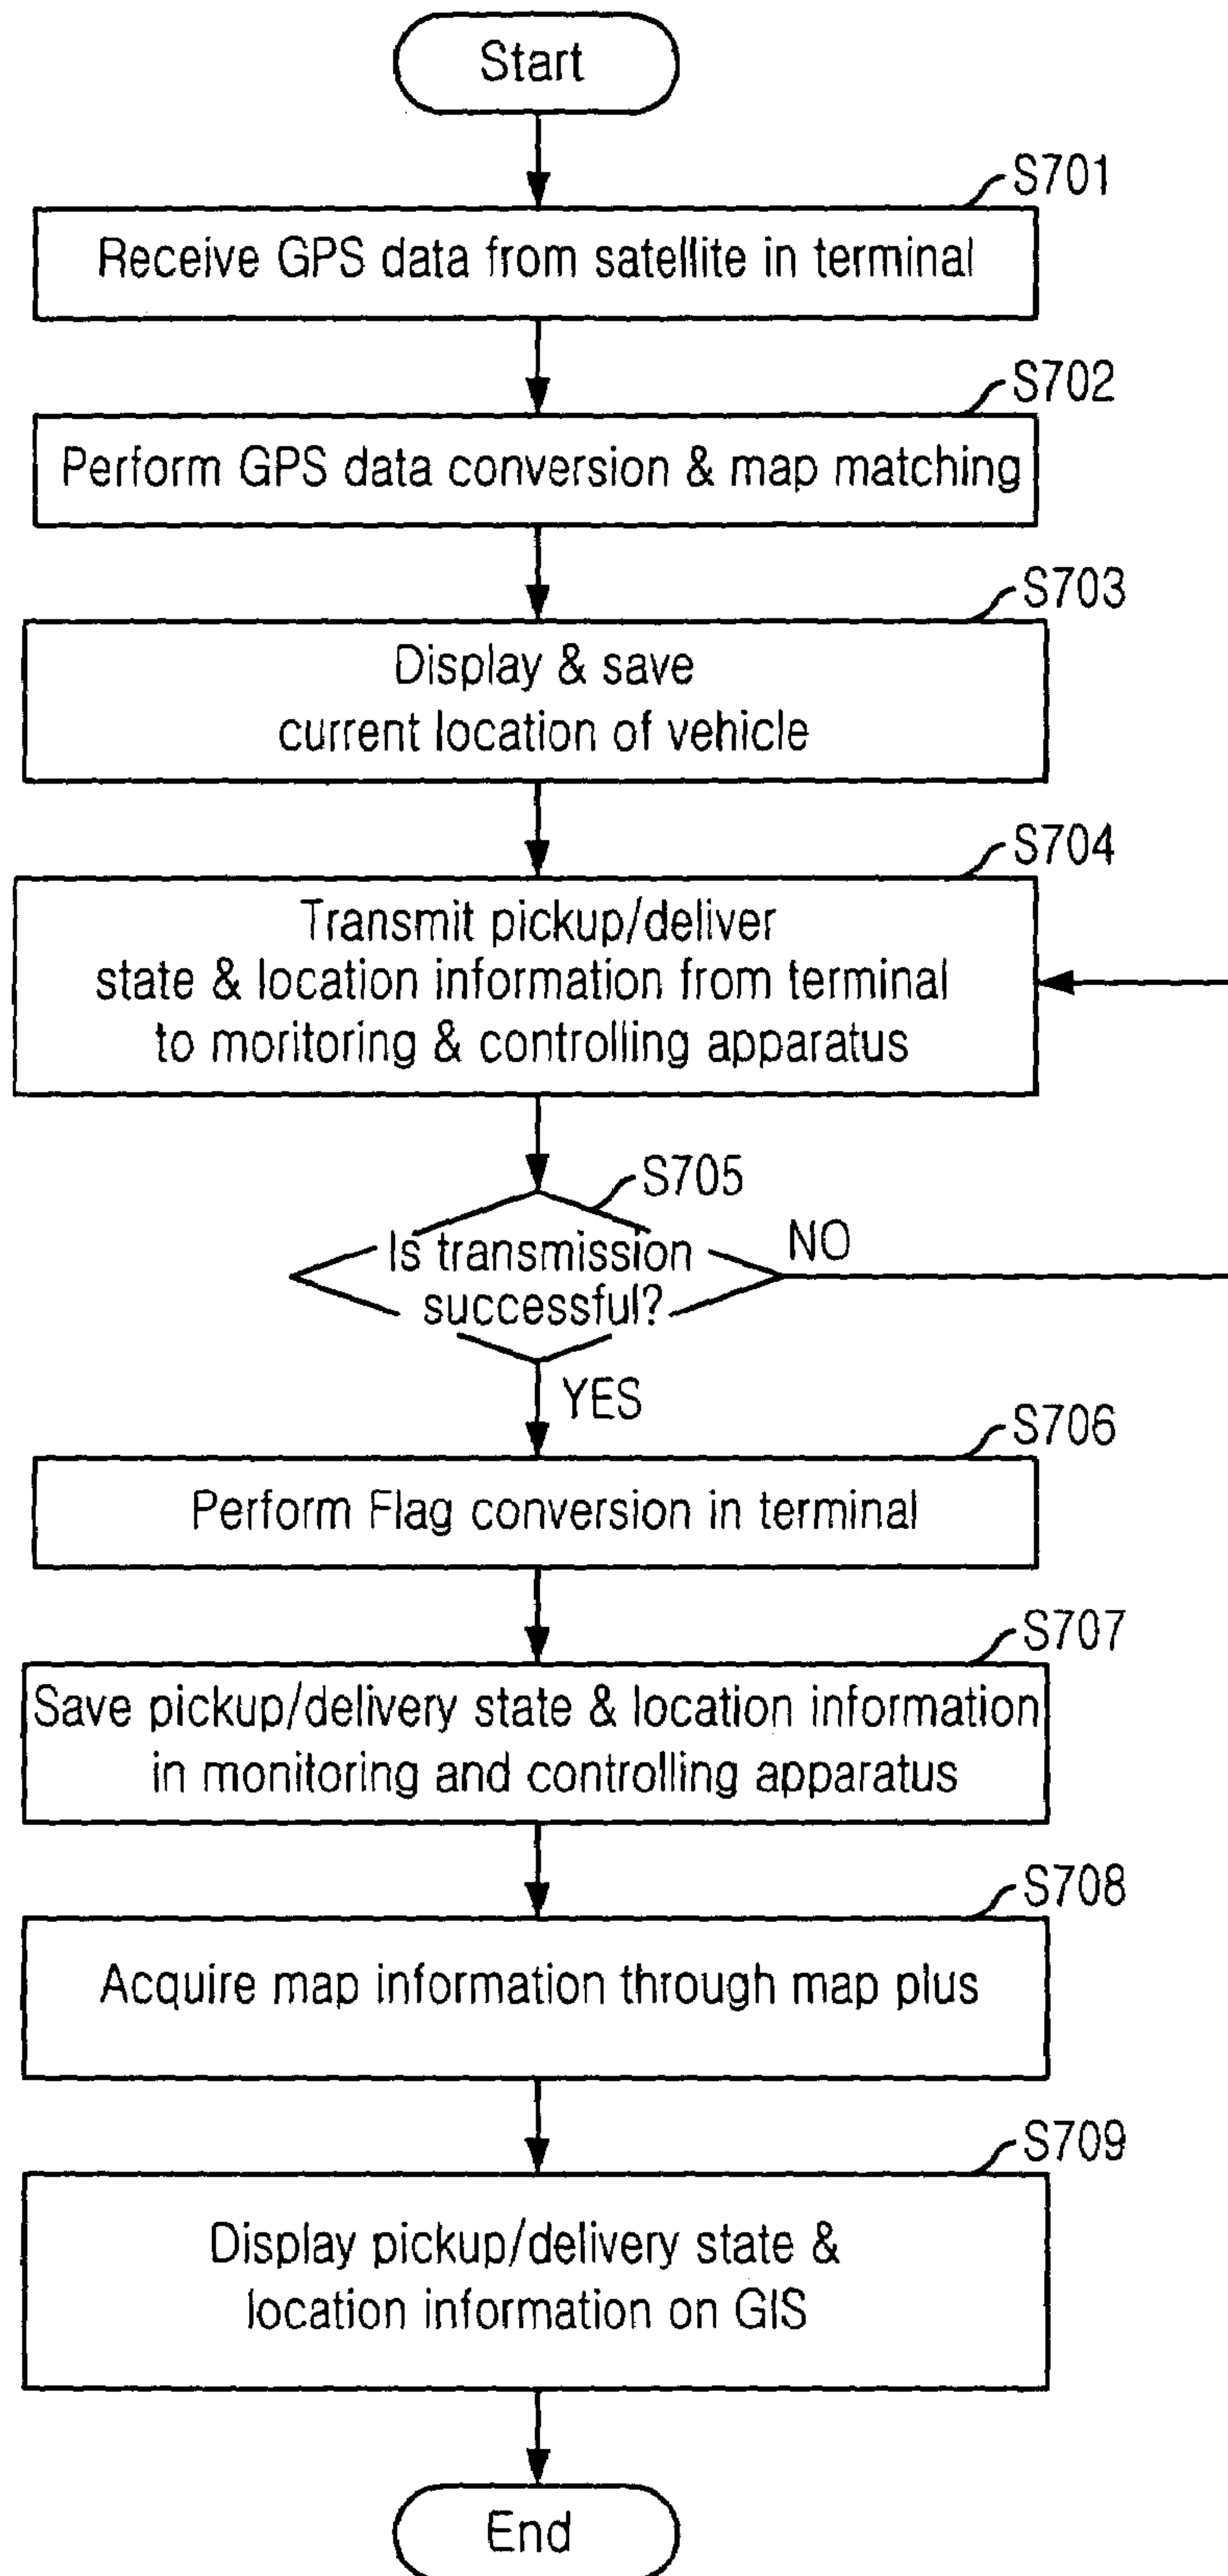 Start
S701
Receive GPS data from satellite in terminal
S702
Perform GPS data conversion & map matching
S703
Display & save
current location of vehicle
S704
Transmit pickup/deliver
state & location information from terminal
to moritoring & controlling apparatus
S705
Is transmission
successful?
NO
YES
S706
Perform Flag conversion in terminal
S707
Save pickup/delivery state & location information
in monitoring and controlling apparatus
S708
Acquire map information through map plus
S709
Display pickup/delivery state &
location information on GIS
End